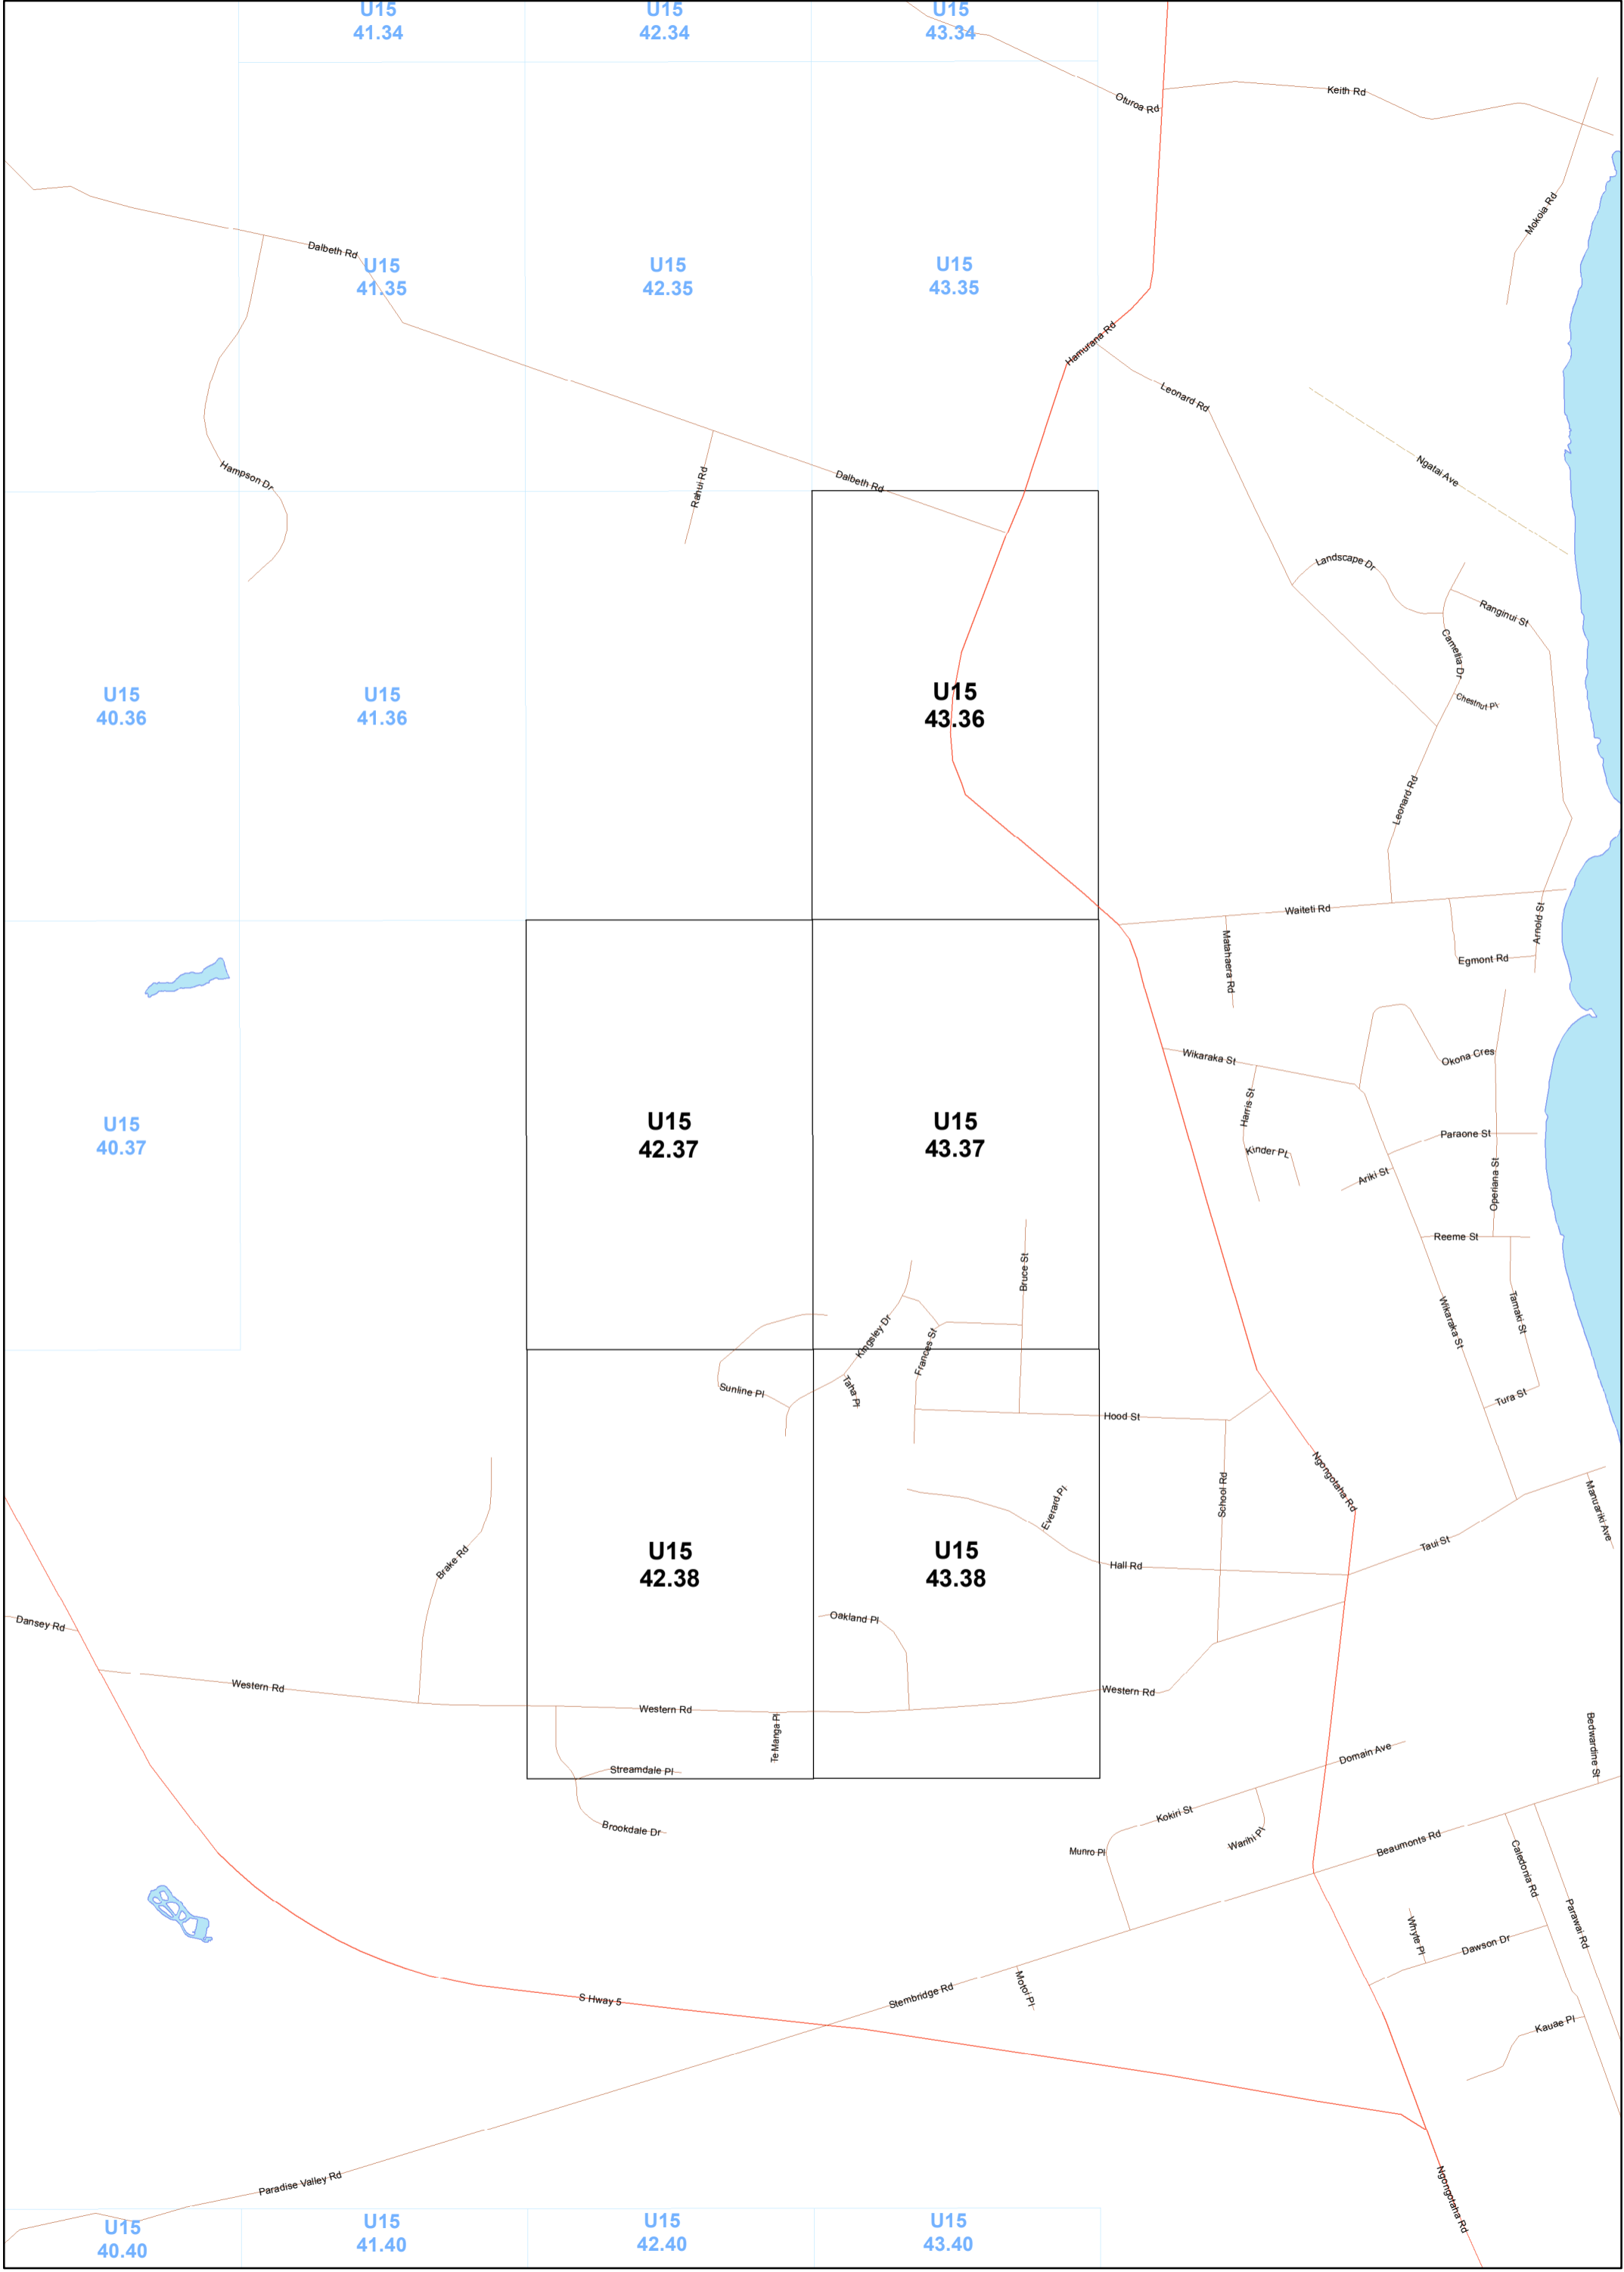 U15
41.34
U15
42.34
U15
43.34
Oturoa Rd
Keith Rd
Mokoia Rd
Dalbeth Rd
U15
41.35
U15
42.35
U15
43.35
Hamurana Rd
Leonard Rd
Hampson Dr
Rahui Rd
Dalbeth Rd
Ngatai Ave
Landscape Dr
Ranginui St
Camellia Dr
Chestnut Pl
U15
40.36
U15
41.36
U15
43.36
Leonard Rd
Waiteti Rd
Matahaera Rd
Arnold St
Egmont Rd
Wikaraka St
Okona Cres
Harris St
Kinder PL
Paraone St
Ariki St
Operiana St
U15
40.37
U15
42.37
U15
43.37
Reeme St
Bruce St
Kingsley Dr
Frances St
Wikaraka St
Tamaki St
Sunline Pl
Taha Pl
Tura St
Hood St
Ngongotaha Rd
School Rd
Everard Pl
Manuariki Ave
Taui St
Brake Rd
U15
42.38
U15
43.38
Hall Rd
Dansey Rd
Oakland Pl
Western Rd
Western Rd
Western Rd
Te Manga Pl
Streamdale Pl
Brookdale Dr
Domain Ave
Bedwardine St
Kokiri St
Warihi Pl
Munro Pl
Beaumonts Rd
Caledonia Rd
Parawai Rd
Whyte Pl
Dawson Dr
Kauae Pl
S Hway 5
Stembridge Rd
Motoi Pl
Paradise Valley Rd
Ngongotaha Rd
U15
40.40
U15
41.40
U15
42.40
U15
43.40